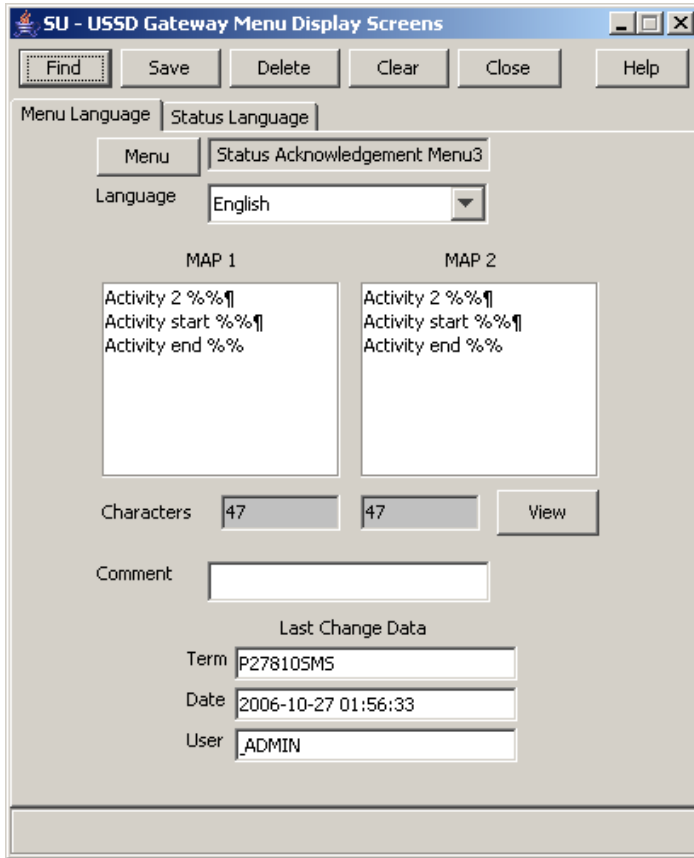 SU - USSD Gateway Menu Display Screens
Find Save Delete Clear Close Help
Menu Language Status Language
Menu Status Acknowledgement Menu3
Language English
MAP 1 MAP 2
Activity 2 %%¶ Activity 2 %%¶
Activity start %%¶ Activity start %%¶
Activity end %% Activity end %%
Characters 47 47 View
Comment
Last Change Data
Term P27810SMS
Date 2006-10-27 01:56:33
User _ADMIN